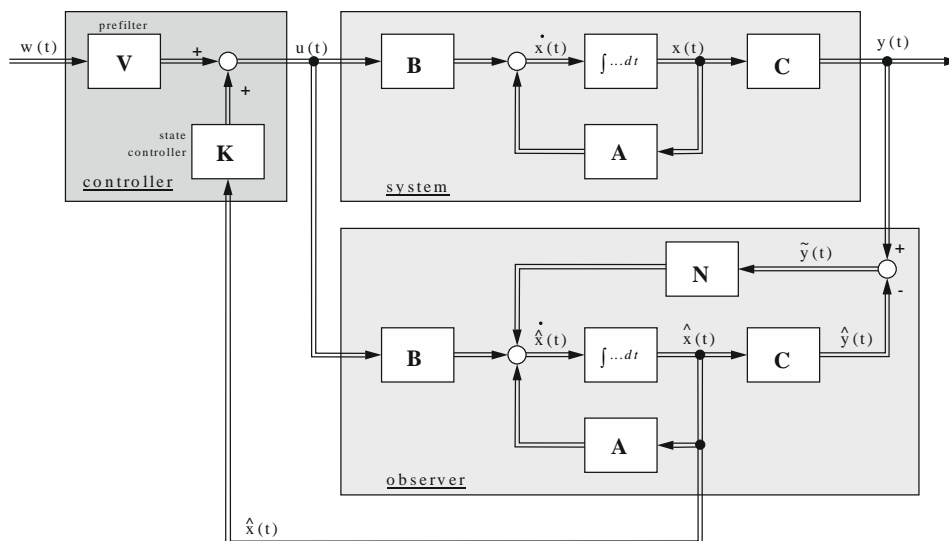 prefilter
w(t)
V
+
+
state
controller
K
controller
u(t)
B
ẋ(t)
∫...dt
x(t)
C
y(t)
A
system
N
ỹ(t)
+
-
B
x̂̇(t)
∫...dt
x̂(t)
C
ŷ(t)
A
observer
x̂(t)